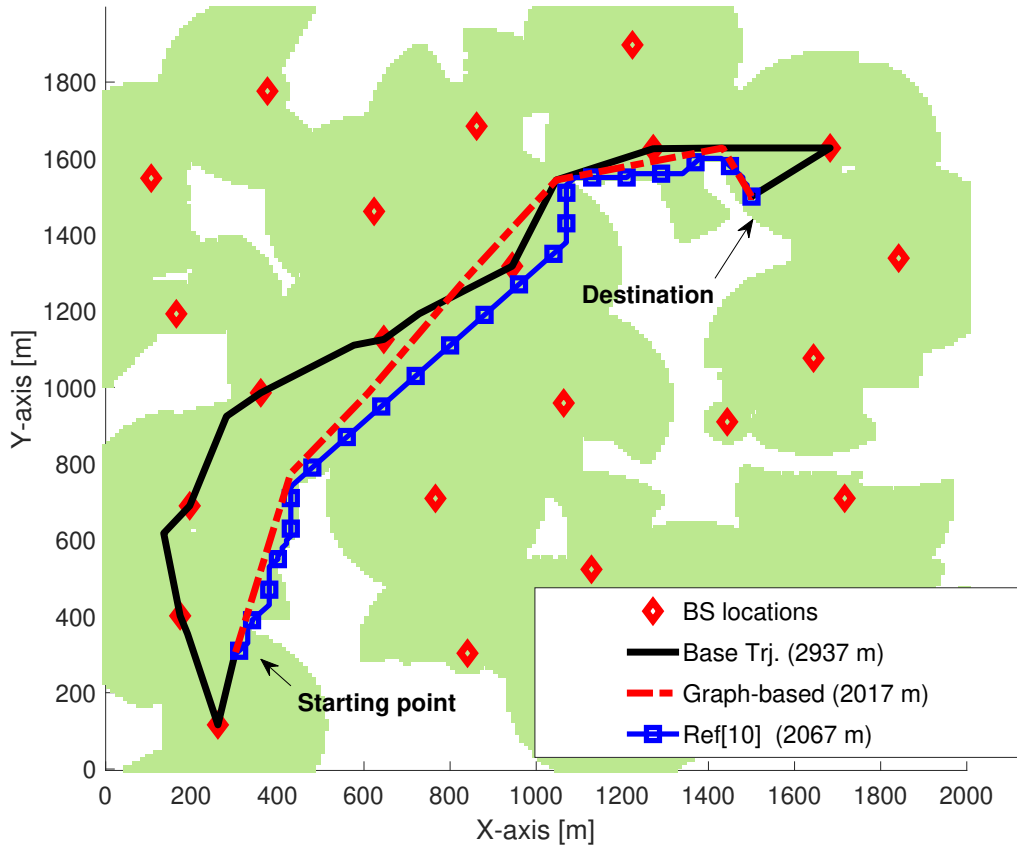 1800
1600
1400
1200
1000
800
600
400
200
0
Y-axis [m]
Destination
Starting point
BS locations
Base Trj. (2937 m)
Graph-based (2017 m)
Ref[10] (2067 m)
0 200 400 600 800 1000 1200 1400 1600 1800 2000
X-axis [m]